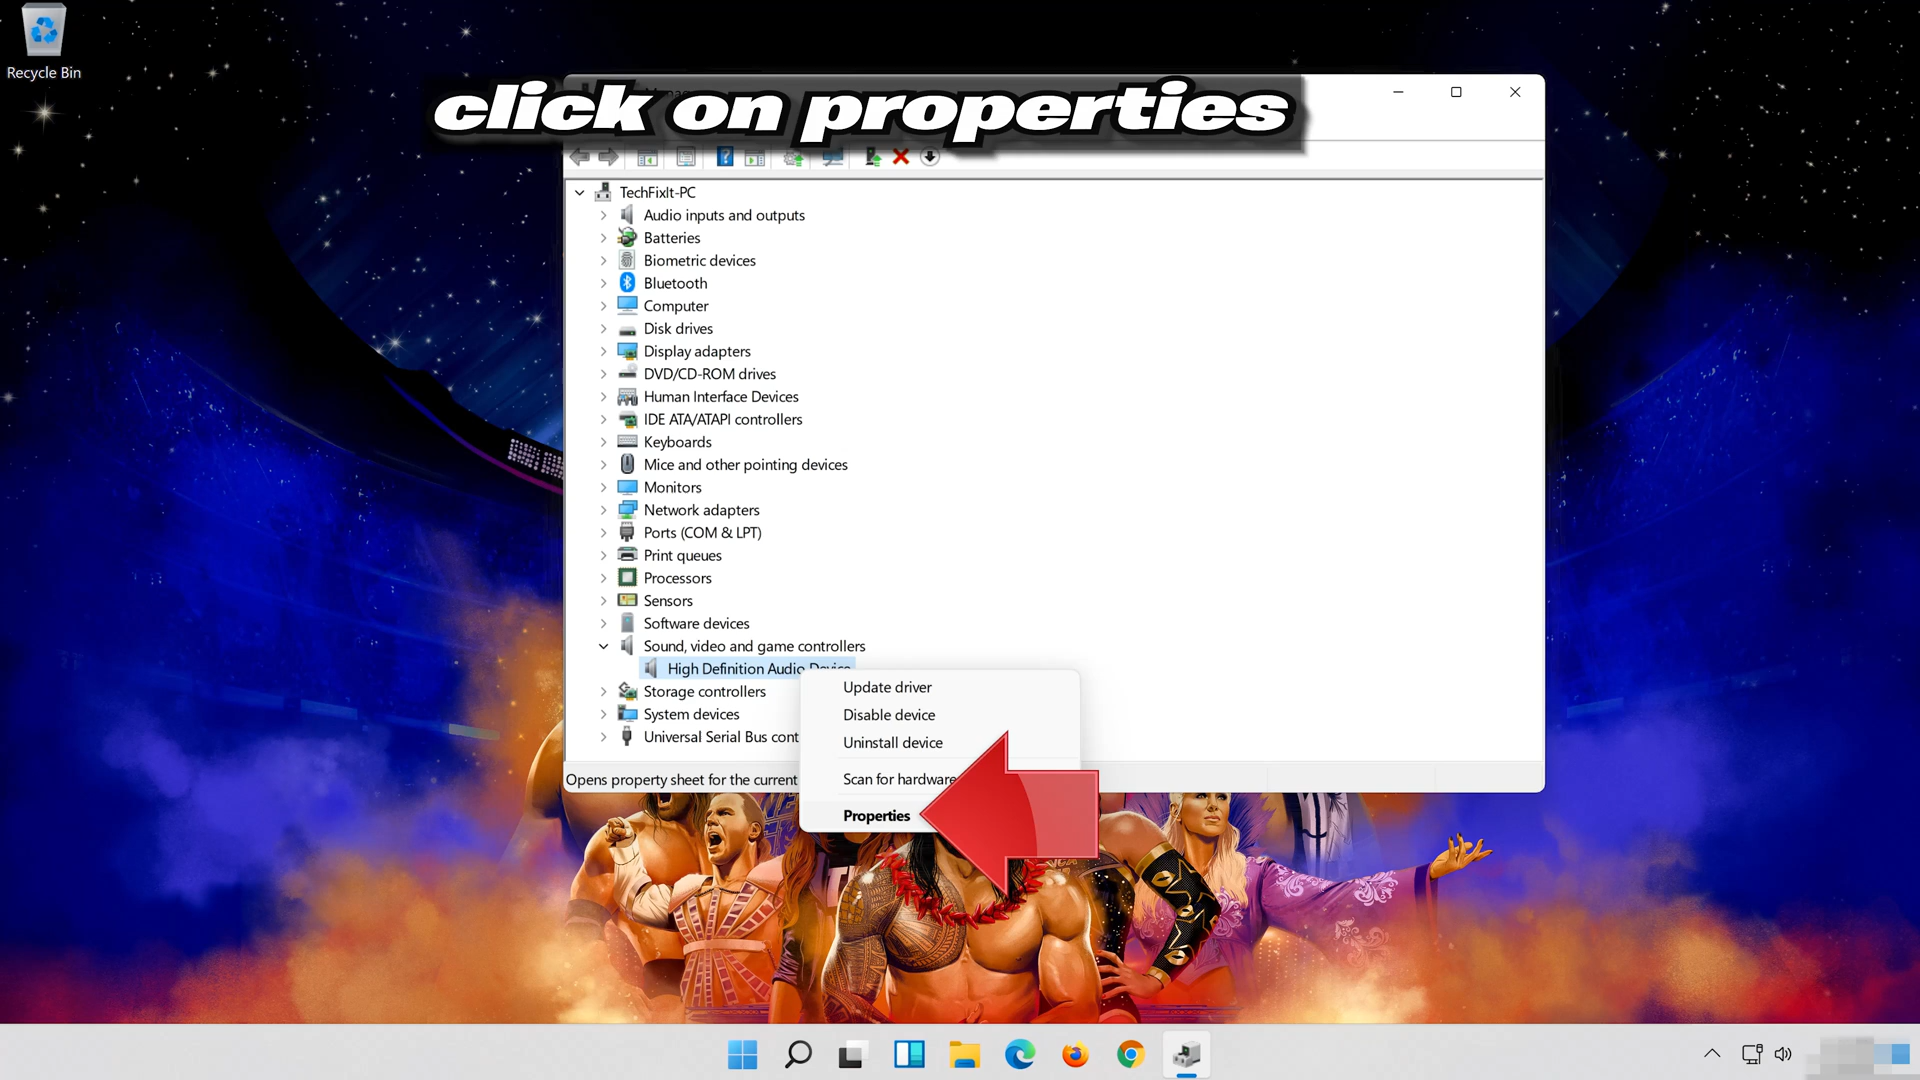 Recycle Bin
click on properties
TechFixIt-PC
Audio inputs and outputs
Batteries
Biometric devices
Bluetooth
Computer
Disk drives
Display adapters
DVD/CD-ROM drives
Human Interface Devices
IDE ATA/ATAPI controllers
Keyboards
Mice and other pointing devices
Monitors
Network adapters
Ports (COM & LPT)
Print queues
Processors
Sensors
Software devices
Sound, video and game controllers
High Definition Audio Device
Storage controllers
System devices
Universal Serial Bus cont
Update driver
Disable device
Uninstall device
Scan for hardware
Properties
Opens property sheet for the current